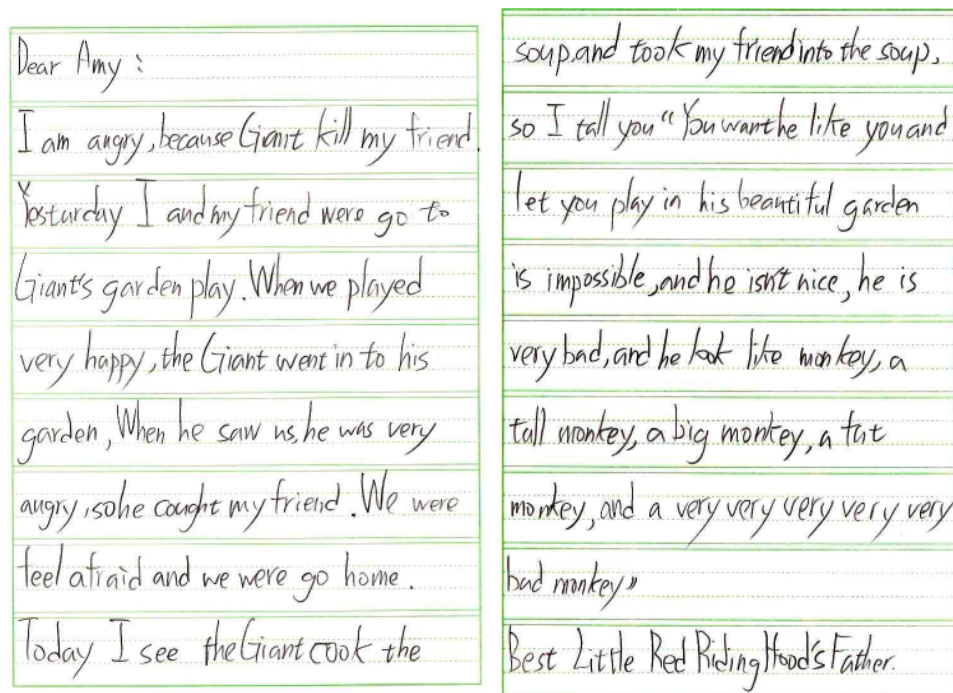 Dear Amy :
I am angry, because Giant kill my friend.
Yesturday I and my friend were go to
Giant's garden play. When we played
very happy, the Giant went in to his
garden, When he saw us, he was very
angry, so he cought my friend. We were
feel afraid and we were go home.
Today I see the Giant cook the
soup, and took my friend into the soup,
so I tall you "You want he like you and
let you play in his beautiful garden
is impossible, and he isn't nice, he is
very bad, and he look like monkey, a
tall monkey, a big monkey, a fat
monkey, and a very very very very very
bad monkey"
Best Little Red Riding Hood's Father.